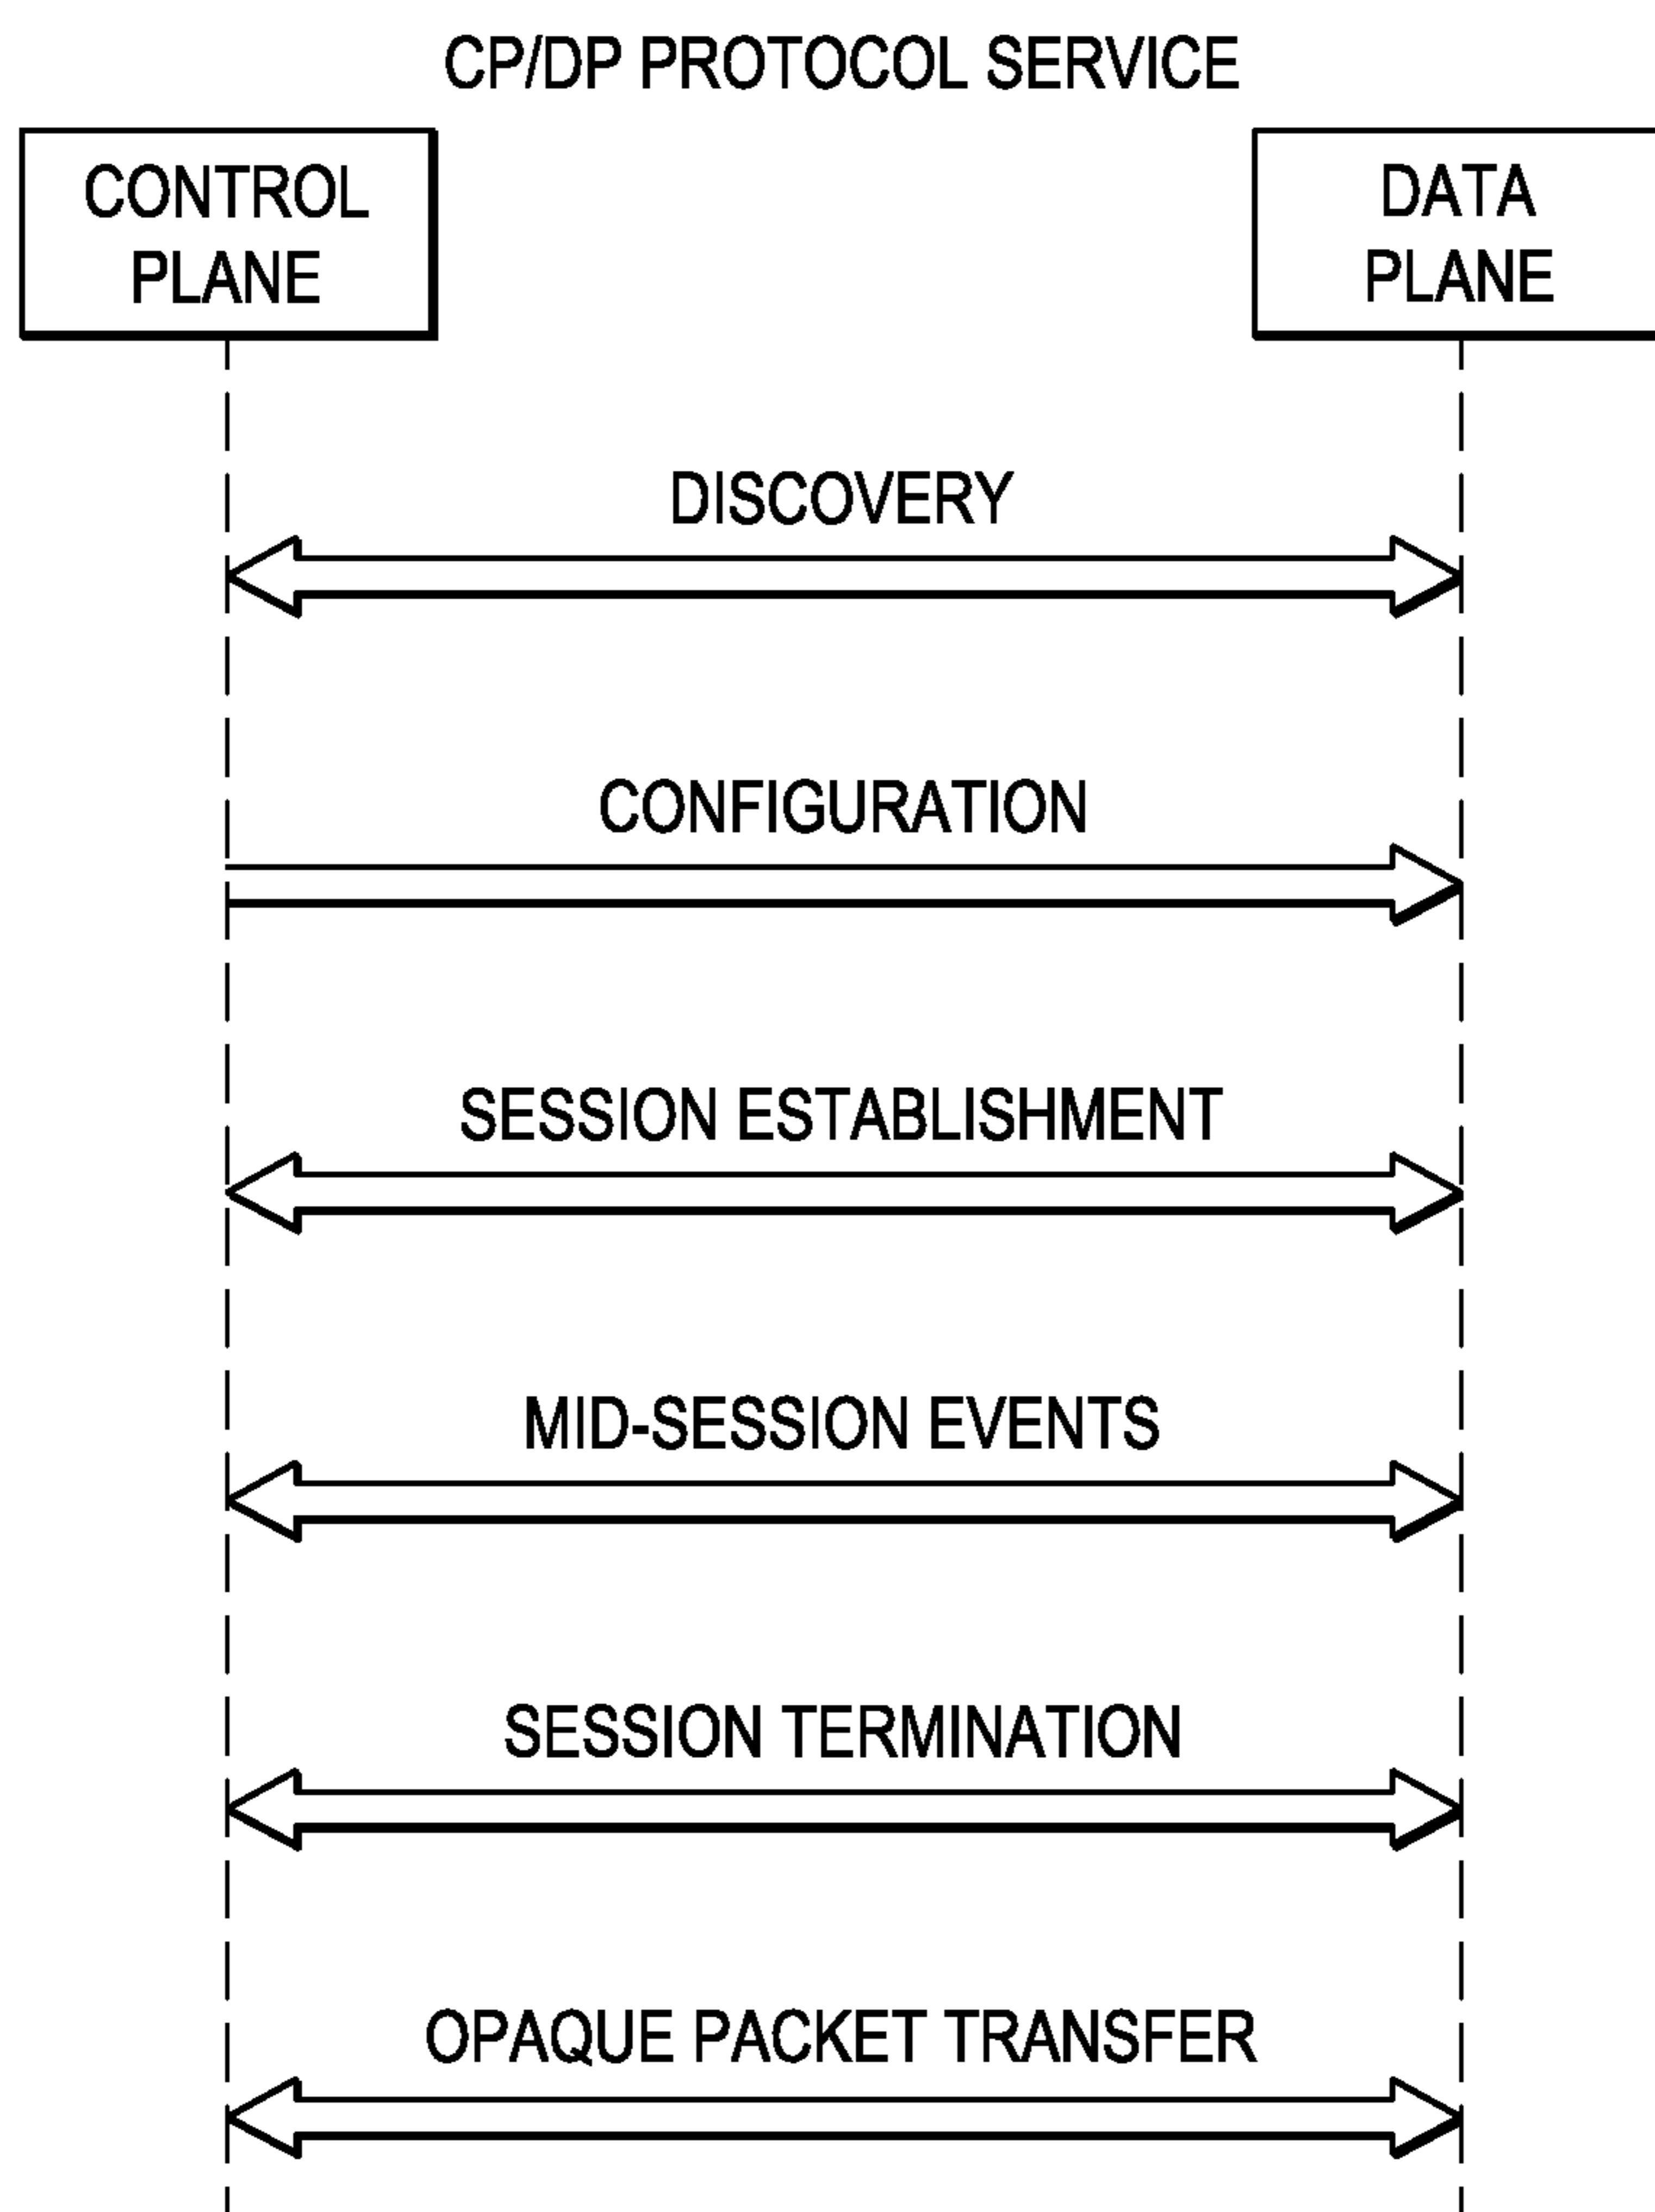 CP/DP PROTOCOL SERVICE
CONTROL
PLANE
DATA
PLANE
DISCOVERY
CONFIGURATION
SESSION ESTABLISHMENT
MID-SESSION EVENTS
SESSION TERMINATION
OPAQUE PACKET TRANSFER